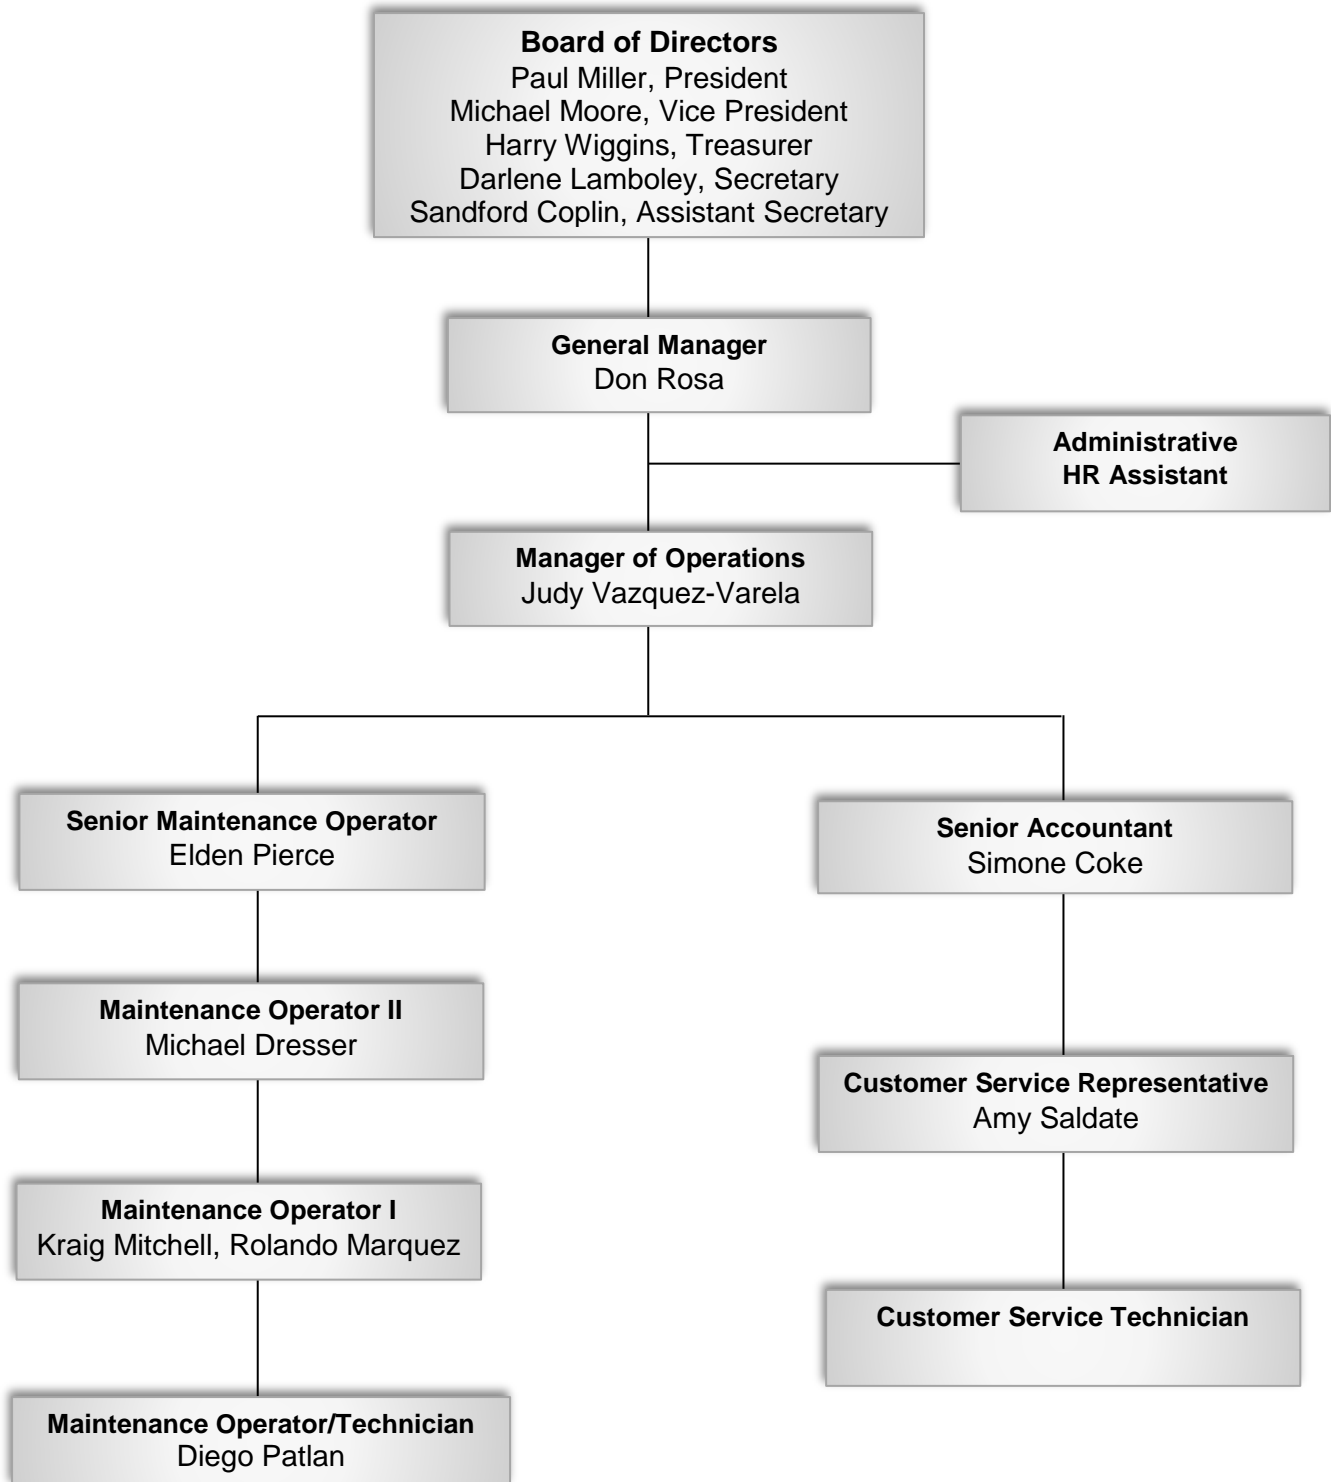 Board of Directors
Paul Miller, President
Michael Moore, Vice President
Harry Wiggins, Treasurer
Darlene Lamboley, Secretary
Sandford Coplin, Assistant Secretary
General Manager
Don Rosa
Administrative
HR Assistant
Manager of Operations
Judy Vazquez-Varela
Senior Maintenance Operator
Elden Pierce
Senior Accountant
Simone Coke
Maintenance Operator II
Michael Dresser
Customer Service Representative
Amy Saldate
Maintenance Operator I
Kraig Mitchell, Rolando Marquez
Customer Service Technician
Maintenance Operator/Technician
Diego Patlan